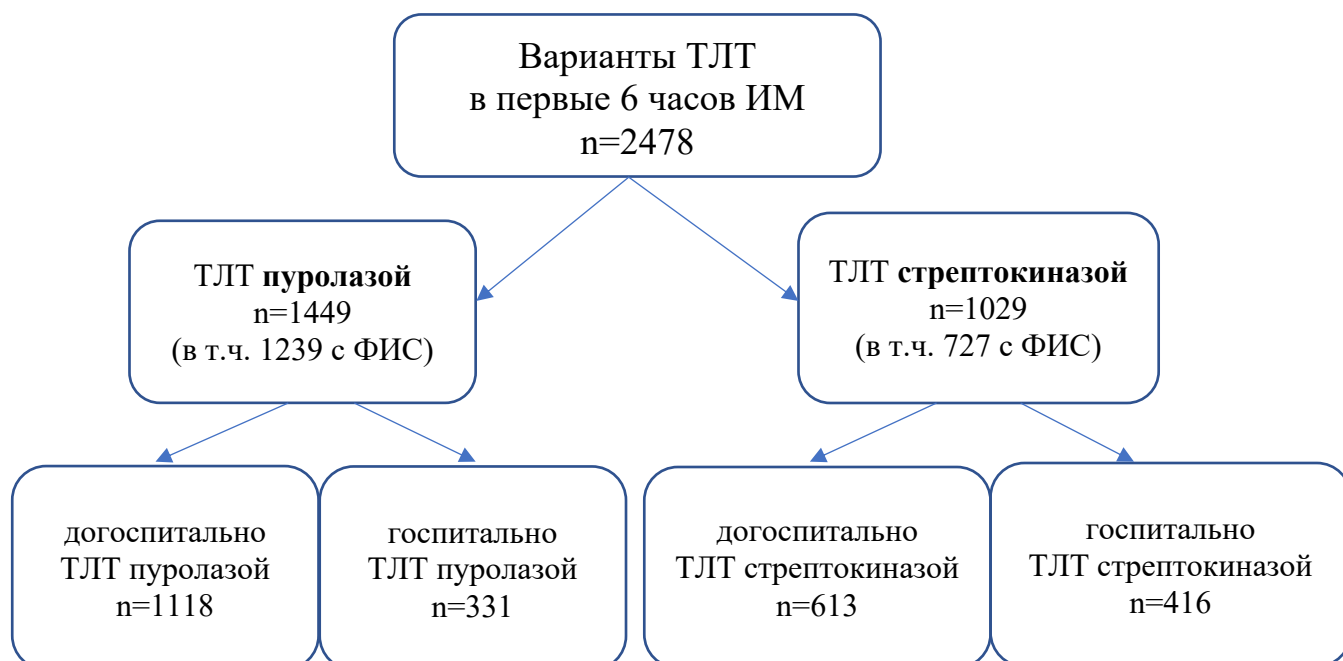 Варианты ТЛТ
в первые 6 часов ИМ
n=2478
ТЛТ пуролазой
n=1449
(в т.ч. 1239 с ФИС)
ТЛТ стрептокиназой
n=1029
(в т.ч. 727 с ФИС)
догоспитально
ТЛТ пуролазой
n=1118
госпитально
ТЛТ пуролазой
n=331
догоспитально
ТЛТ стрептокиназой
n=613
госпитально
ТЛТ стрептокиназой
n=416